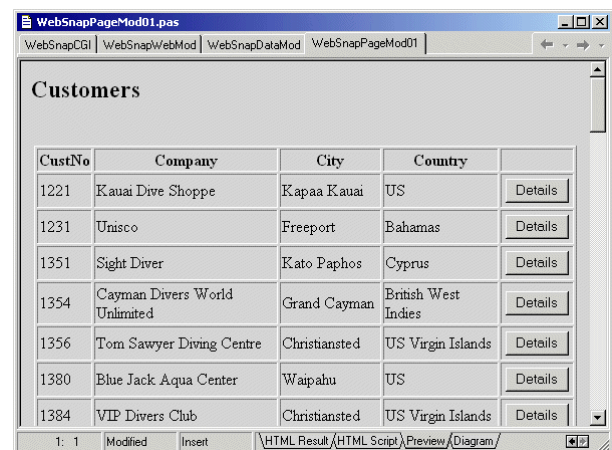 WebSnapPageMod01.pas
WebSnapCGI WebSnapWebMod WebSnapDataMod WebSnapPageMod01
Customers
CustNo Company City Country
1221 Kauai Dive Shoppe Kapaa Kauai US Details
1231 Unisco Freeport Bahamas Details
1351 Sight Diver Kato Paphos Cyprus Details
1354 Cayman Divers World Unlimited Grand Cayman British West Indies Details
1356 Tom Sawyer Diving Centre Christiansted US Virgin Islands Details
1380 Blue Jack Aqua Center Waipahu US Details
1384 VIP Divers Club Christiansted US Virgin Islands Details
1: 1 Modified Insert \HTML Result/HTML Script\Preview/Diagram/